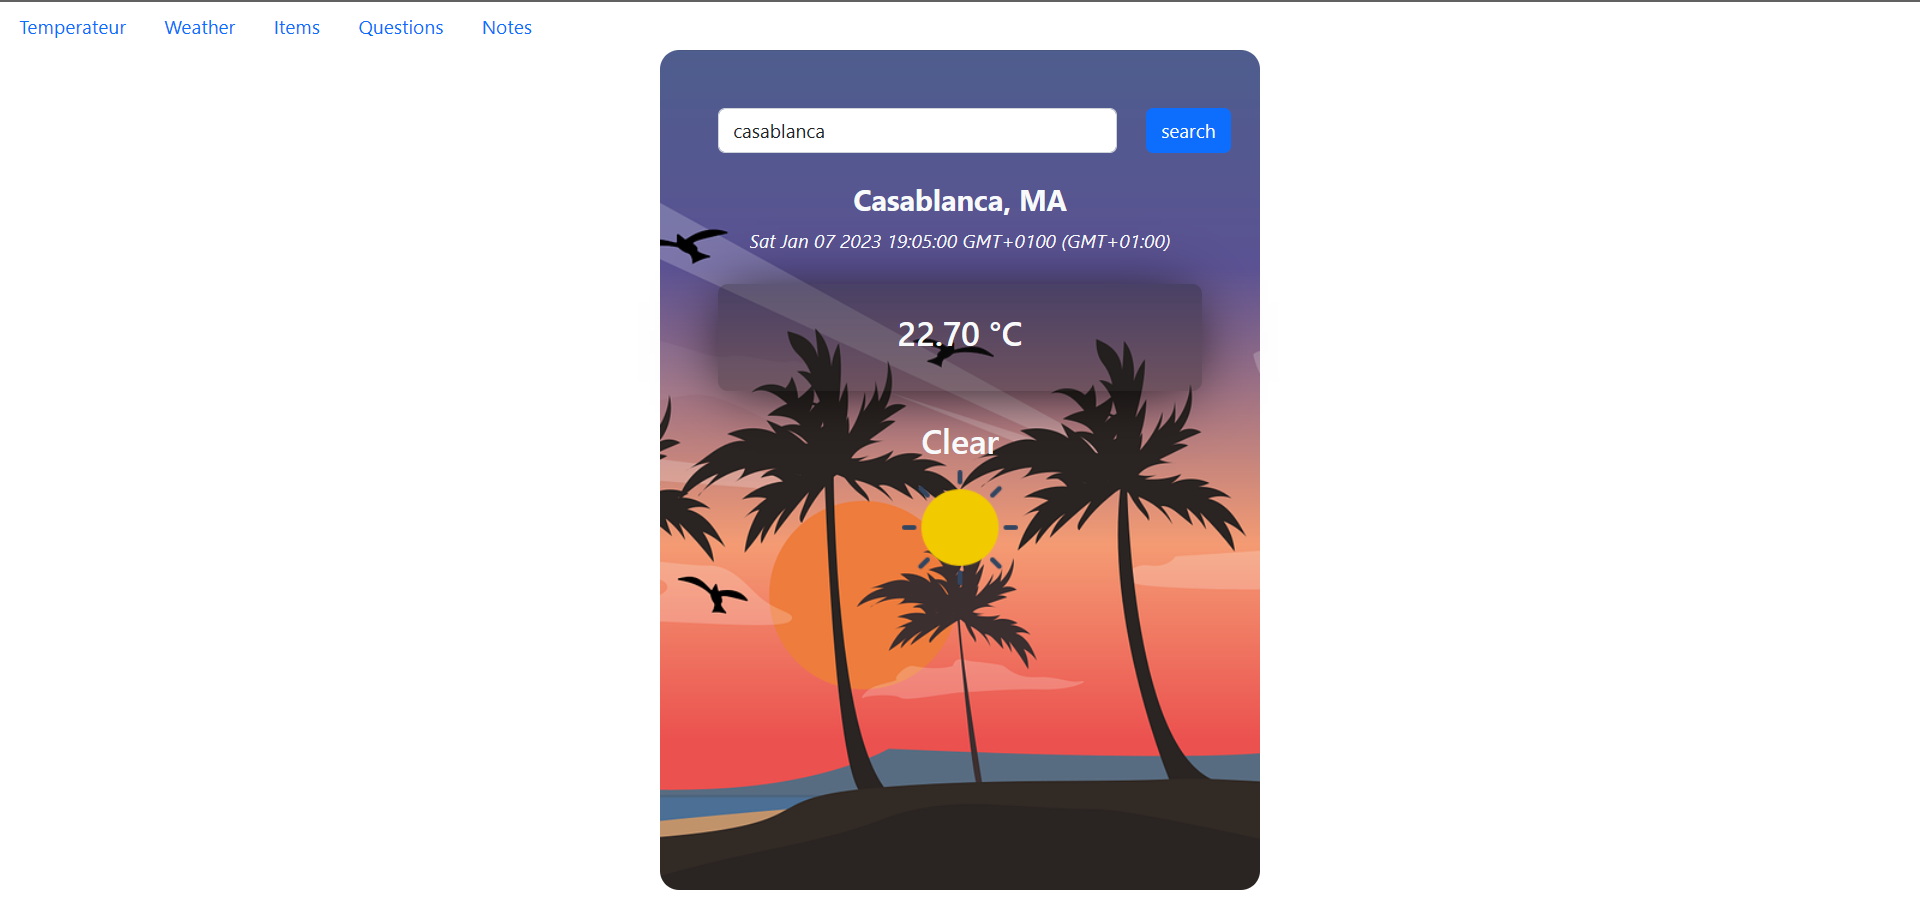 Temperateur Weather Items Questions Notes
casablanca search
Casablanca, MA
Sat Jan 07 2023 19:05:00 GMT+0100 (GMT+01:00)
22.70 °C
Clear